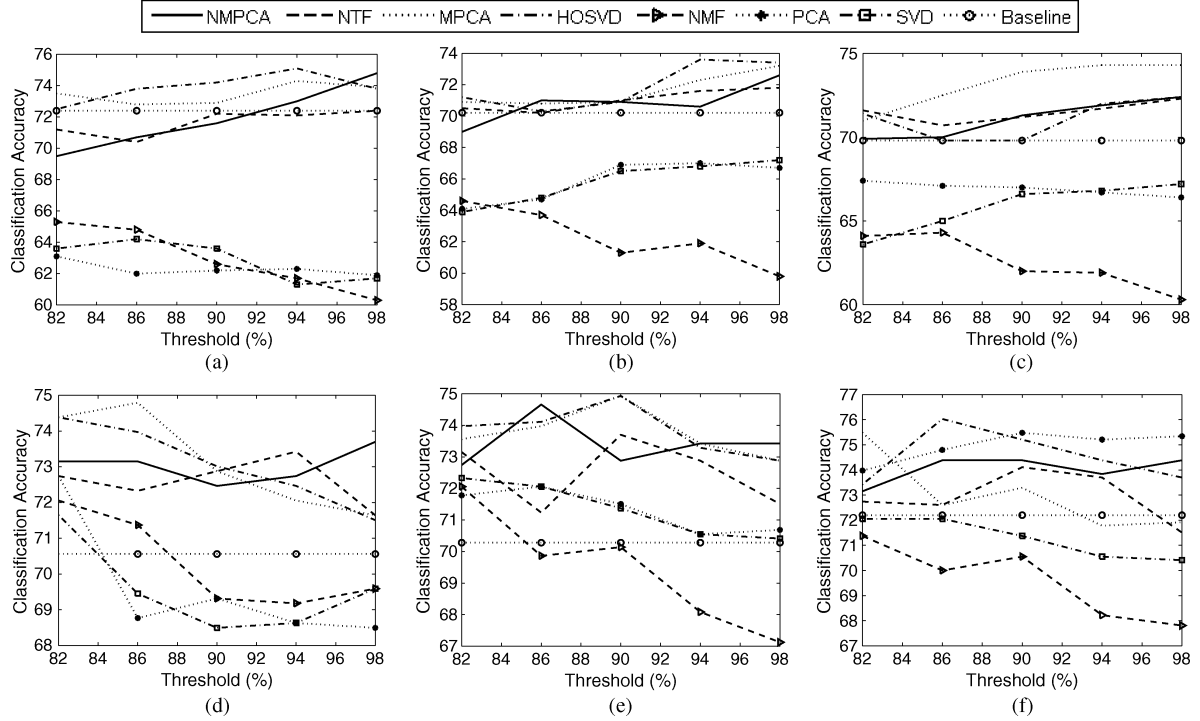 NMPCA NTF MPCA HOSVD NMF PCA SVD Baseline
76
74
72
70
68
66
64
62
60
Classification Accuracy
82 84 86 88 90 92 94 96 98
Threshold (%)
(a)
74
72
70
68
66
64
62
60
58
Classification Accuracy
82 84 86 88 90 92 94 96 98
Threshold (%)
(b)
75
70
65
60
Classification Accuracy
82 84 86 88 90 92 94 96 98
Threshold (%)
(c)
75
74
73
72
71
70
69
68
Classification Accuracy
82 84 86 88 90 92 94 96 98
Threshold (%)
(d)
75
74
73
72
71
70
69
68
67
Classification Accuracy
82 84 86 88 90 92 94 96 98
Threshold (%)
(e)
77
76
75
74
73
72
71
70
69
68
67
Classification Accuracy
82 84 86 88 90 92 94 96 98
Threshold (%)
(f)